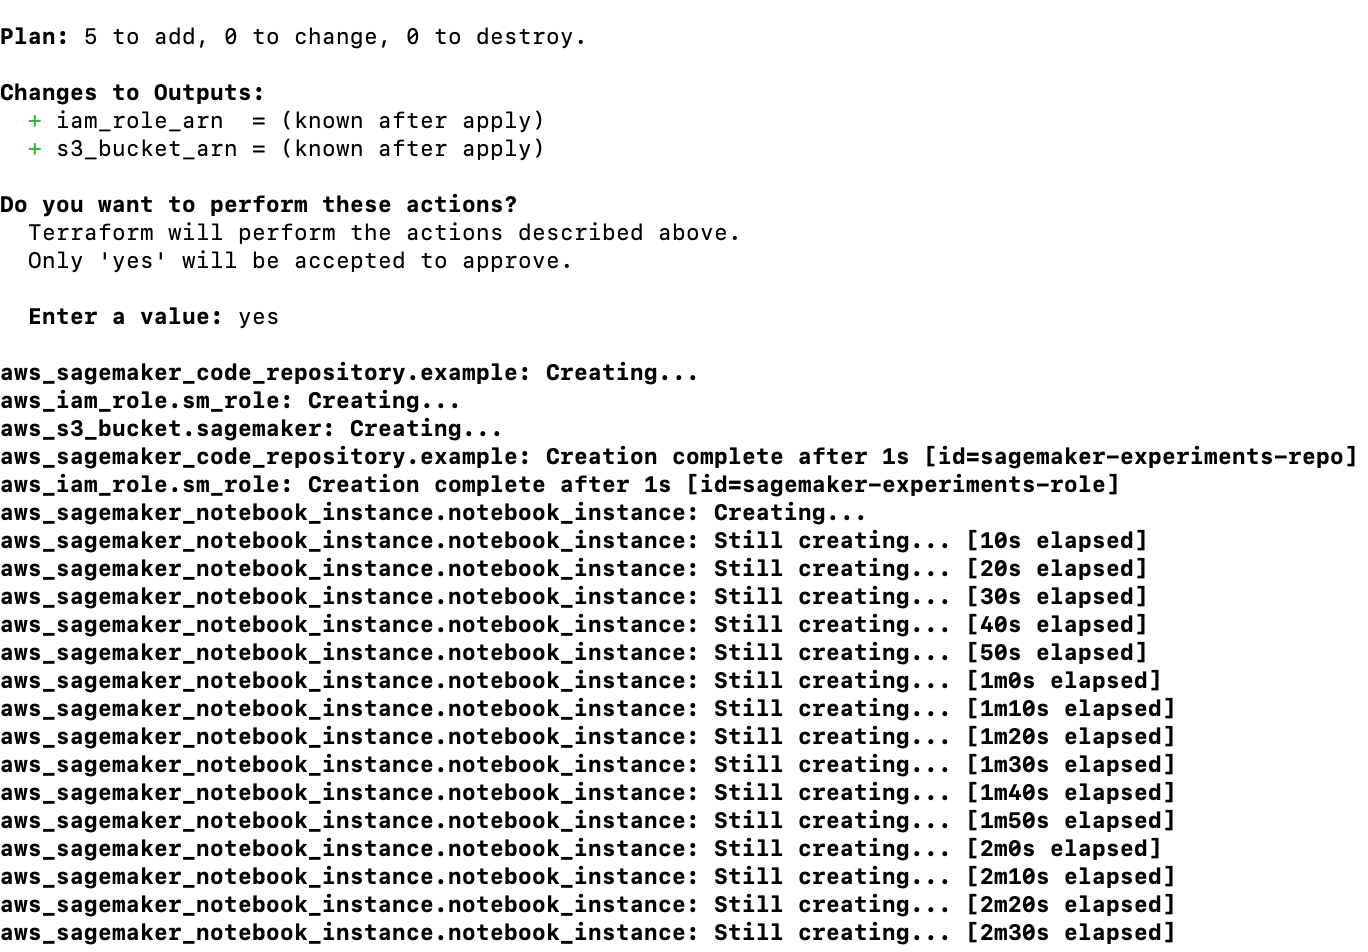 Plan: 5 to add, 0 to change, 0 to destroy.
Changes to Outputs:
+ iam_role_arn  = (known after apply)
+ s3_bucket_arn = (known after apply)
Do you want to perform these actions?
Terraform will perform the actions described above.
Only 'yes' will be accepted to approve.
Enter a value: yes
aws_sagemaker_code_repository.example: Creating...
aws_iam_role.sm_role: Creating...
aws_s3_bucket.sagemaker: Creating...
aws_sagemaker_code_repository.example: Creation complete after 1s [id=sagemaker-experiments-repo]
aws_iam_role.sm_role: Creation complete after 1s [id=sagemaker-experiments-role]
aws_sagemaker_notebook_instance.notebook_instance: Creating...
aws_sagemaker_notebook_instance.notebook_instance: Still creating... [10s elapsed]
aws_sagemaker_notebook_instance.notebook_instance: Still creating... [20s elapsed]
aws_sagemaker_notebook_instance.notebook_instance: Still creating... [30s elapsed]
aws_sagemaker_notebook_instance.notebook_instance: Still creating... [40s elapsed]
aws_sagemaker_notebook_instance.notebook_instance: Still creating... [50s elapsed]
aws_sagemaker_notebook_instance.notebook_instance: Still creating... [1m0s elapsed]
aws_sagemaker_notebook_instance.notebook_instance: Still creating... [1m10s elapsed]
aws_sagemaker_notebook_instance.notebook_instance: Still creating... [1m20s elapsed]
aws_sagemaker_notebook_instance.notebook_instance: Still creating... [1m30s elapsed]
aws_sagemaker_notebook_instance.notebook_instance: Still creating... [1m40s elapsed]
aws_sagemaker_notebook_instance.notebook_instance: Still creating... [1m50s elapsed]
aws_sagemaker_notebook_instance.notebook_instance: Still creating... [2m0s elapsed]
aws_sagemaker_notebook_instance.notebook_instance: Still creating... [2m10s elapsed]
aws_sagemaker_notebook_instance.notebook_instance: Still creating... [2m20s elapsed]
aws_sagemaker_notebook_instance.notebook_instance: Still creating... [2m30s elapsed]